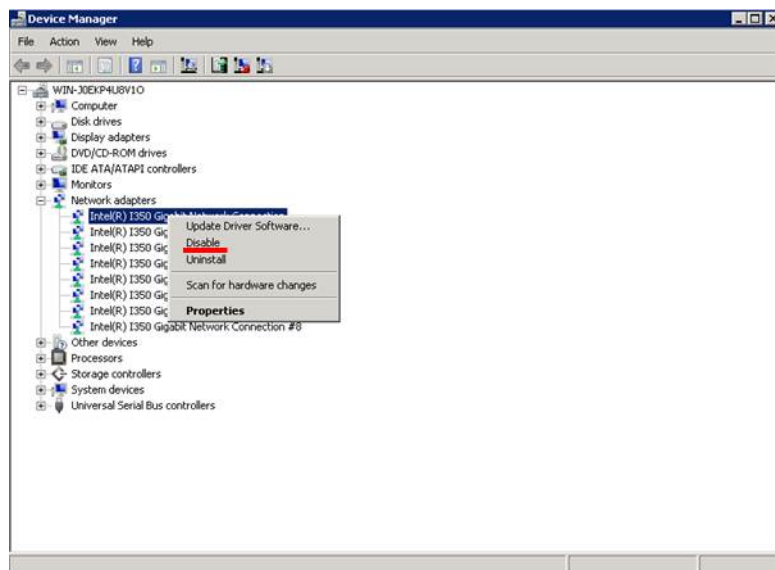 Device Manager
File Action View Help
WIN-J0EKP4U8V1O
Computer
Disk drives
Display adapters
DVD/CD-ROM drives
IDE ATA/ATAPI controllers
Monitors
Network adapters
Intel(R) I350 Gigabit Network Connection
Intel(R) I350 Gig
Intel(R) I350 Gig
Intel(R) I350 Gig
Intel(R) I350 Gig
Intel(R) I350 Gig
Intel(R) I350 Gig
Intel(R) I350 Gigabit Network Connection #8
Other devices
Processors
Storage controllers
System devices
Universal Serial Bus controllers
Update Driver Software...
Disable
Uninstall
Scan for hardware changes
Properties